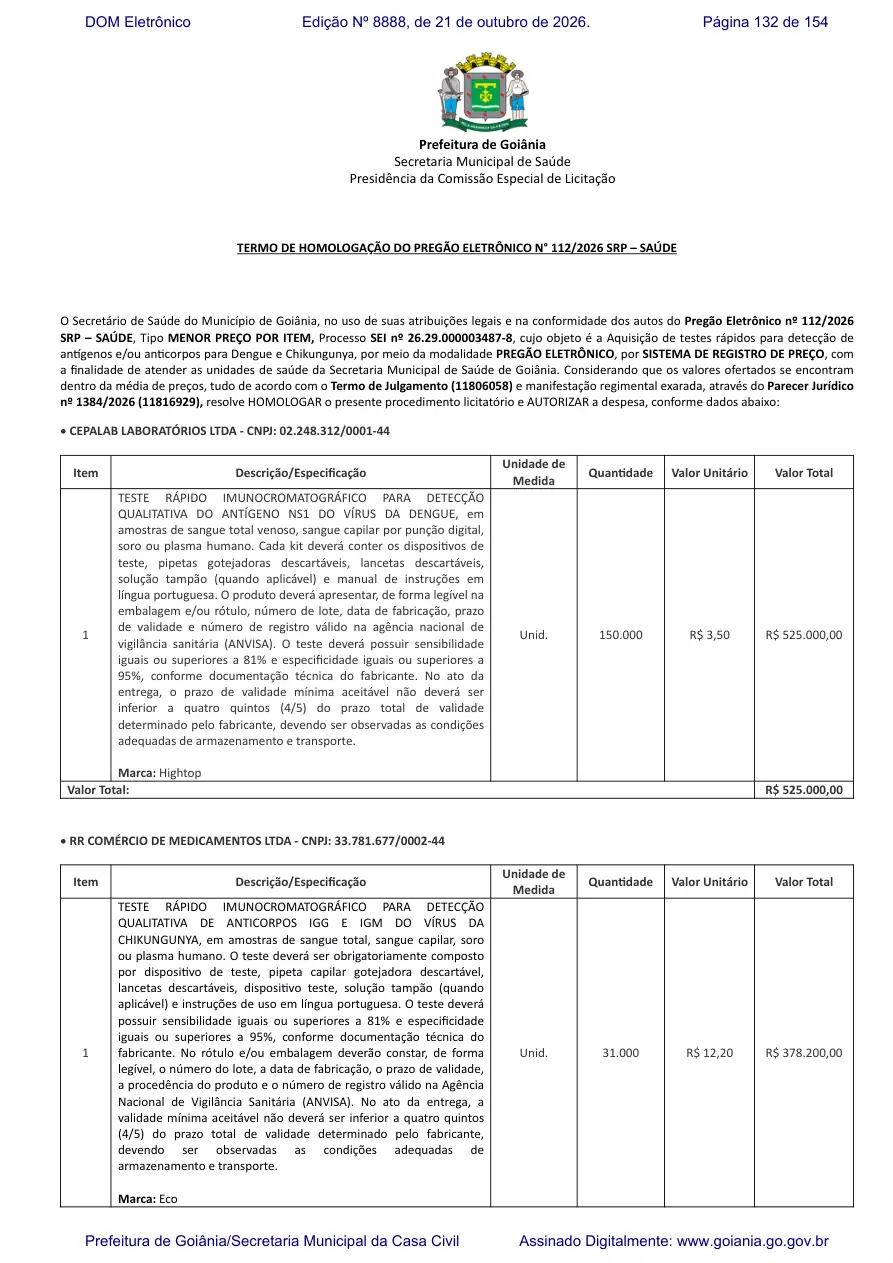 DOM Eletrônico Edição Nº 8888, de 21 de outubro de 2026. Página 132 de 154
Prefeitura de Goiânia
Secretaria Municipal de Saúde
Presidência da Comissão Especial de Licitação
TERMO DE HOMOLOGAÇÃO DO PREGÃO ELETRÔNICO N° 112/2026 SRP – SAÚDE
O Secretário de Saúde do Município de Goiânia, no uso de suas atribuições legais e na conformidade dos autos do Pregão Eletrônico nº 112/2026
SRP – SAÚDE, Tipo MENOR PREÇO POR ITEM, Processo SEI nº 26.29.000003487-8, cujo objeto é a Aquisição de testes rápidos para detecção de
antígenos e/ou anticorpos para Dengue e Chikungunya, por meio da modalidade PREGÃO ELETRÔNICO, por SISTEMA DE REGISTRO DE PREÇO, com
a finalidade de atender as unidades de saúde da Secretaria Municipal de Saúde de Goiânia. Considerando que os valores ofertados se encontram
dentro da média de preços, tudo de acordo com o Termo de Julgamento (11806058) e manifestação regimental exarada, através do Parecer Jurídico
nº 1384/2026 (11816929), resolve HOMOLOGAR o presente procedimento licitatório e AUTORIZAR a despesa, conforme dados abaixo:
• CEPALAB LABORATÓRIOS LTDA - CNPJ: 02.248.312/0001-44
Item Descrição/Especificação Unidade de Medida Quantidade Valor Unitário Valor Total
TESTE RÁPIDO IMUNOCROMATOGRÁFICO PARA DETECÇÃO
QUALITATIVA DO ANTÍGENO NS1 DO VÍRUS DA DENGUE, em
amostras de sangue total venoso, sangue capilar por punção digital,
soro ou plasma humano. Cada kit deverá conter os dispositivos de
teste, pipetas gotejadoras descartáveis, lancetas descartáveis,
solução tampão (quando aplicável) e manual de instruções em
língua portuguesa. O produto deverá apresentar, de forma legível na
embalagem e/ou rótulo, número de lote, data de fabricação, prazo
de validade e número de registro válido na agência nacional de
vigilância sanitária (ANVISA). O teste deverá possuir sensibilidade
iguais ou superiores a 81% e especificidade iguais ou superiores a
95%, conforme documentação técnica do fabricante. No ato da
entrega, o prazo de validade mínima aceitável não deverá ser
inferior a quatro quintos (4/5) do prazo total de validade
determinado pelo fabricante, devendo ser observadas as condições
adequadas de armazenamento e transporte.
Marca: Hightop
1 Unid. 150.000 R$ 3,50 R$ 525.000,00
Valor Total: R$ 525.000,00
• RR COMÉRCIO DE MEDICAMENTOS LTDA - CNPJ: 33.781.677/0002-44
Item Descrição/Especificação Unidade de Medida Quantidade Valor Unitário Valor Total
TESTE RÁPIDO IMUNOCROMATOGRÁFICO PARA DETECÇÃO
QUALITATIVA DE ANTICORPOS IGG E IGM DO VÍRUS DA
CHIKUNGUNYA, em amostras de sangue total, sangue capilar, soro
ou plasma humano. O teste deverá ser obrigatoriamente composto
por dispositivo de teste, pipeta capilar gotejadora descartável,
lancetas descartáveis, dispositivo teste, solução tampão (quando
aplicável) e instruções de uso em língua portuguesa. O teste deverá
possuir sensibilidade iguais ou superiores a 81% e especificidade
iguais ou superiores a 95%, conforme documentação técnica do
fabricante. No rótulo e/ou embalagem deverão constar, de forma
legível, o número do lote, a data de fabricação, o prazo de validade,
a procedência do produto e o número de registro válido na Agência
Nacional de Vigilância Sanitária (ANVISA). No ato da entrega, a
validade mínima aceitável não deverá ser inferior a quatro quintos
(4/5) do prazo total de validade determinado pelo fabricante,
devendo ser observadas as condições adequadas de
armazenamento e transporte.
Marca: Eco
1 Unid. 31.000 R$ 12,20 R$ 378.200,00
Prefeitura de Goiânia/Secretaria Municipal da Casa Civil Assinado Digitalmente: www.goiania.go.gov.br